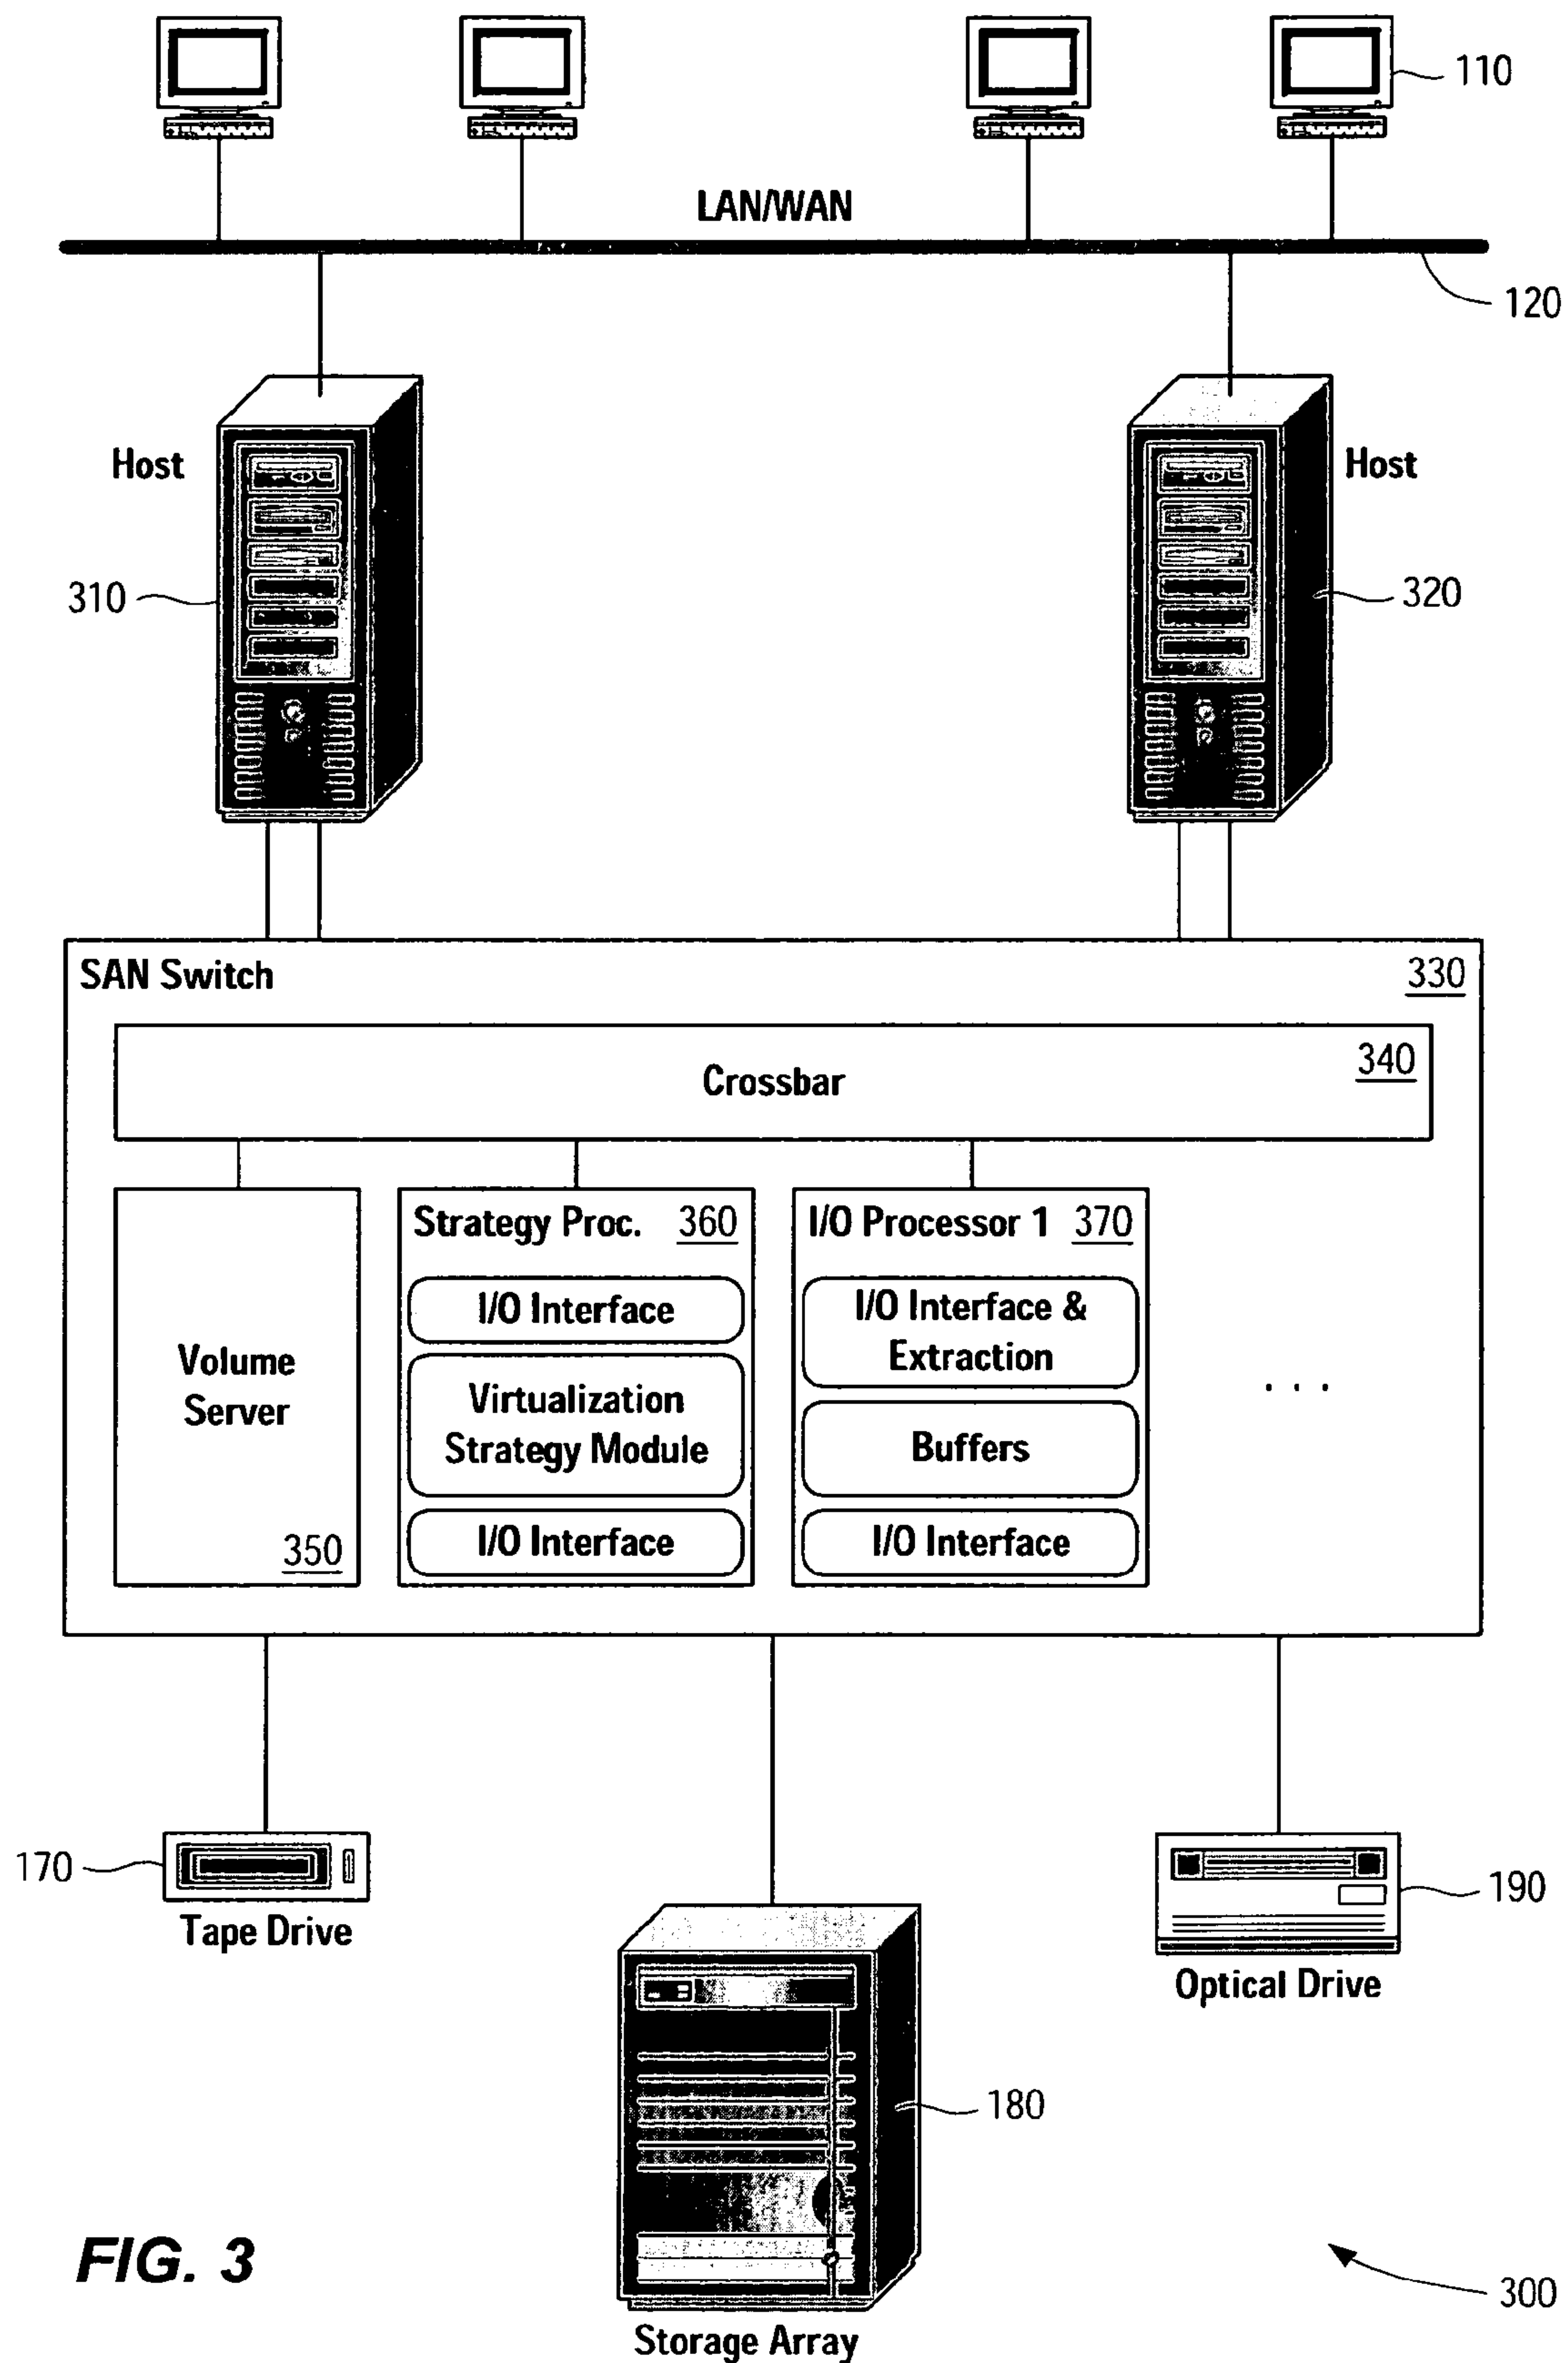 110
LAN/WAN
120
Host
Host
310
320
SAN Switch
330
340
Crossbar
Strategy Proc.
360
I/O Processor 1
370
I/O Interface
I/O Interface &
Extraction
Volume
Server
Virtualization
Strategy Module
. . .
Buffers
I/O Interface
I/O Interface
350
170
Tape Drive
190
Optical Drive
180
FIG. 3
300
Storage Array